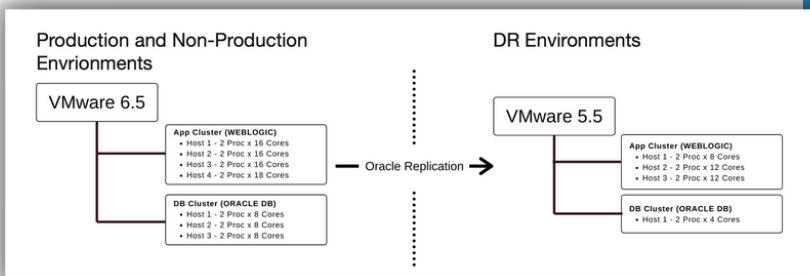 Production and Non-Production
Envrionments
VMware 6.5
App Cluster (WEBLOGIC)
• Host 1 - 2 Proc x 16 Cores
• Host 2 - 2 Proc x 16 Cores
• Host 3 - 2 Proc x 16 Cores
• Host 4 - 2 Proc x 18 Cores
DB Cluster (ORACLE DB)
• Host 1 - 2 Proc x 8 Cores
• Host 2 - 2 Proc x 8 Cores
• Host 3 - 2 Proc x 8 Cores
Oracle Replication
DR Environments
VMware 5.5
App Cluster (WEBLOGIC)
• Host 1 - 2 Proc x 8 Cores
• Host 2 - 2 Proc x 12 Cores
• Host 3 - 2 Proc x 12 Cores
DB Cluster (ORACLE DB)
• Host 1 - 2 Proc x 4 Cores